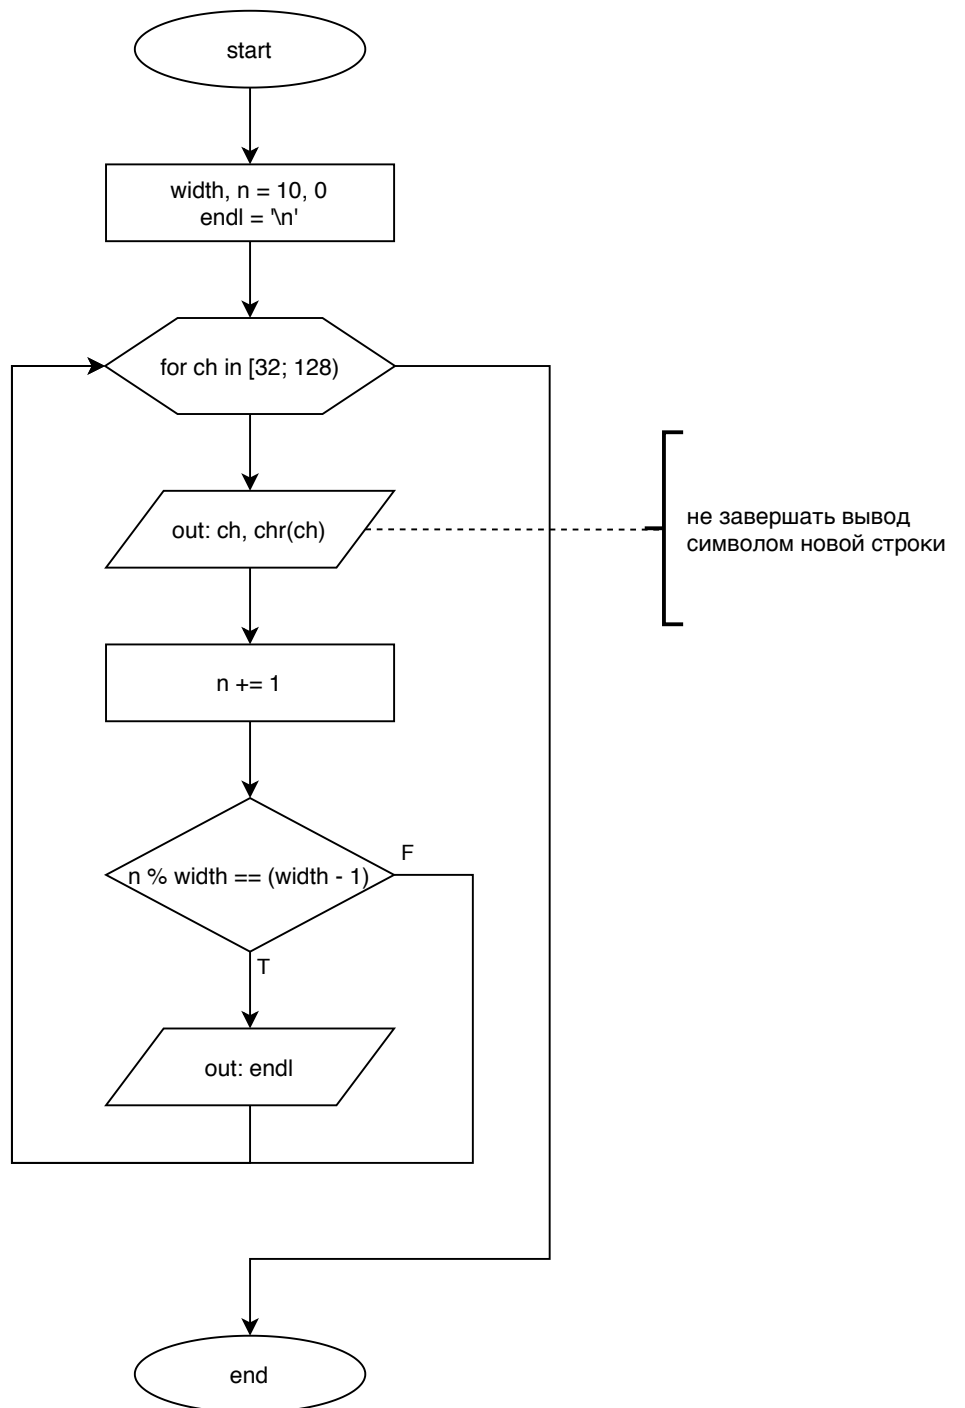 start
width, n = 10, 0
endl = '\n'
for ch in [32; 128)
out: ch, chr(ch)
не завершать вывод
символом новой строки
n += 1
n % width == (width - 1)
F
T
out: endl
end